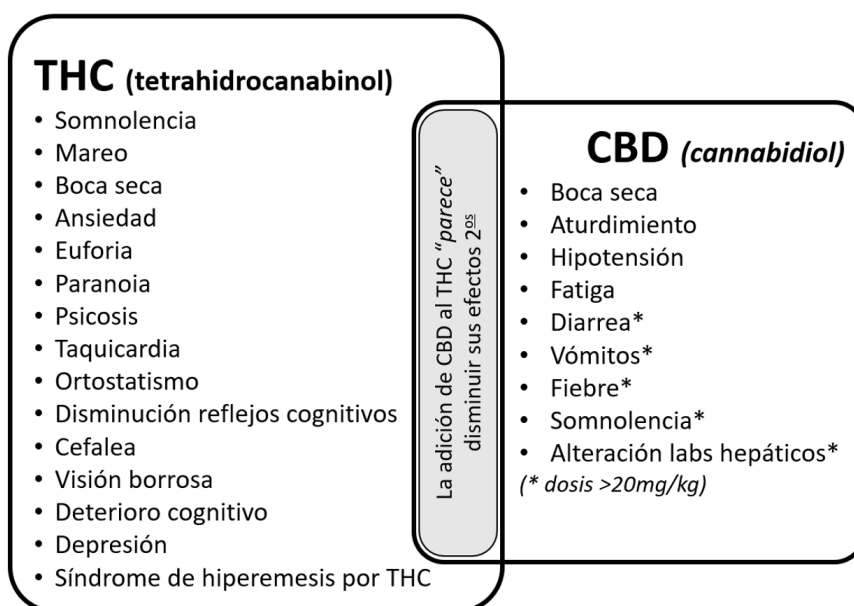 THC (tetrahidrocanabinol)
• Somnolencia
• Mareo
• Boca seca
• Ansiedad
• Euforia
• Paranoia
• Psicosis
• Taquicardia
• Ortostatismo
• Disminución reflejos cognitivos
• Cefalea
• Visión borrosa
• Deterioro cognitivo
• Depresión
• Síndrome de hiperemesis por THC
La adición de CBD al THC “parece”
disminuir sus efectos 2os
CBD (cannabidiol)
• Boca seca
• Aturdimiento
• Hipotensión
• Fatiga
• Diarrea*
• Vómitos*
• Fiebre*
• Somnolencia*
• Alteración labs hepáticos*
(* dosis >20mg/kg)